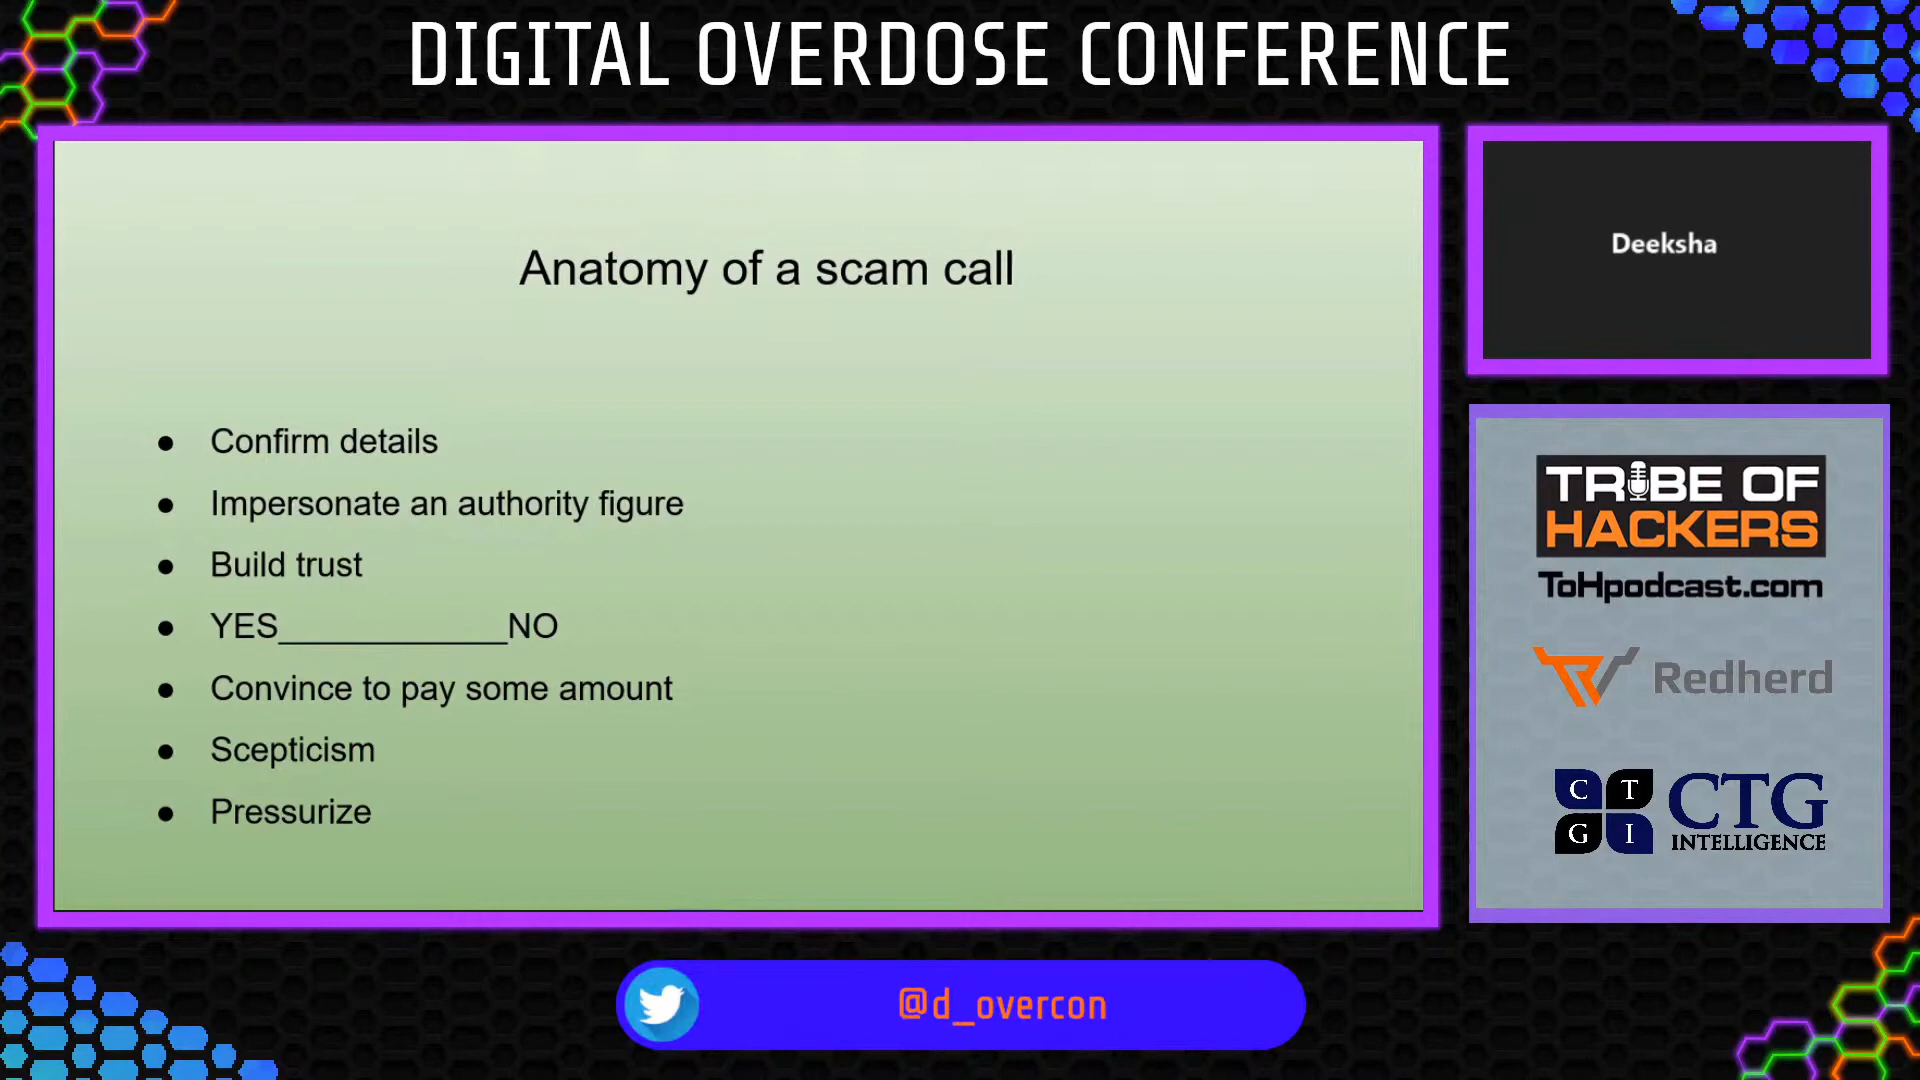 DIGITAL OVERDOSE CONFERENCE
Anatomy of a scam call
● Confirm details
● Impersonate an authority figure
● Build trust
● YES____________NO
● Convince to pay some amount
● Scepticism
● Pressurize
Deeksha
TRIBE OF
HACKERS
ToHpodcast.com
Redherd
C T
G I
CTG
INTELLIGENCE
@d_overcon